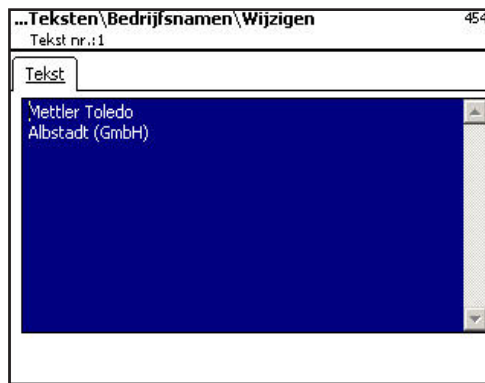 ...Teksten\Bedrijfsnamen\Wijzigen 454
Tekst nr.:1
Tekst
Mettler Toledo
Albstadt (GmbH)